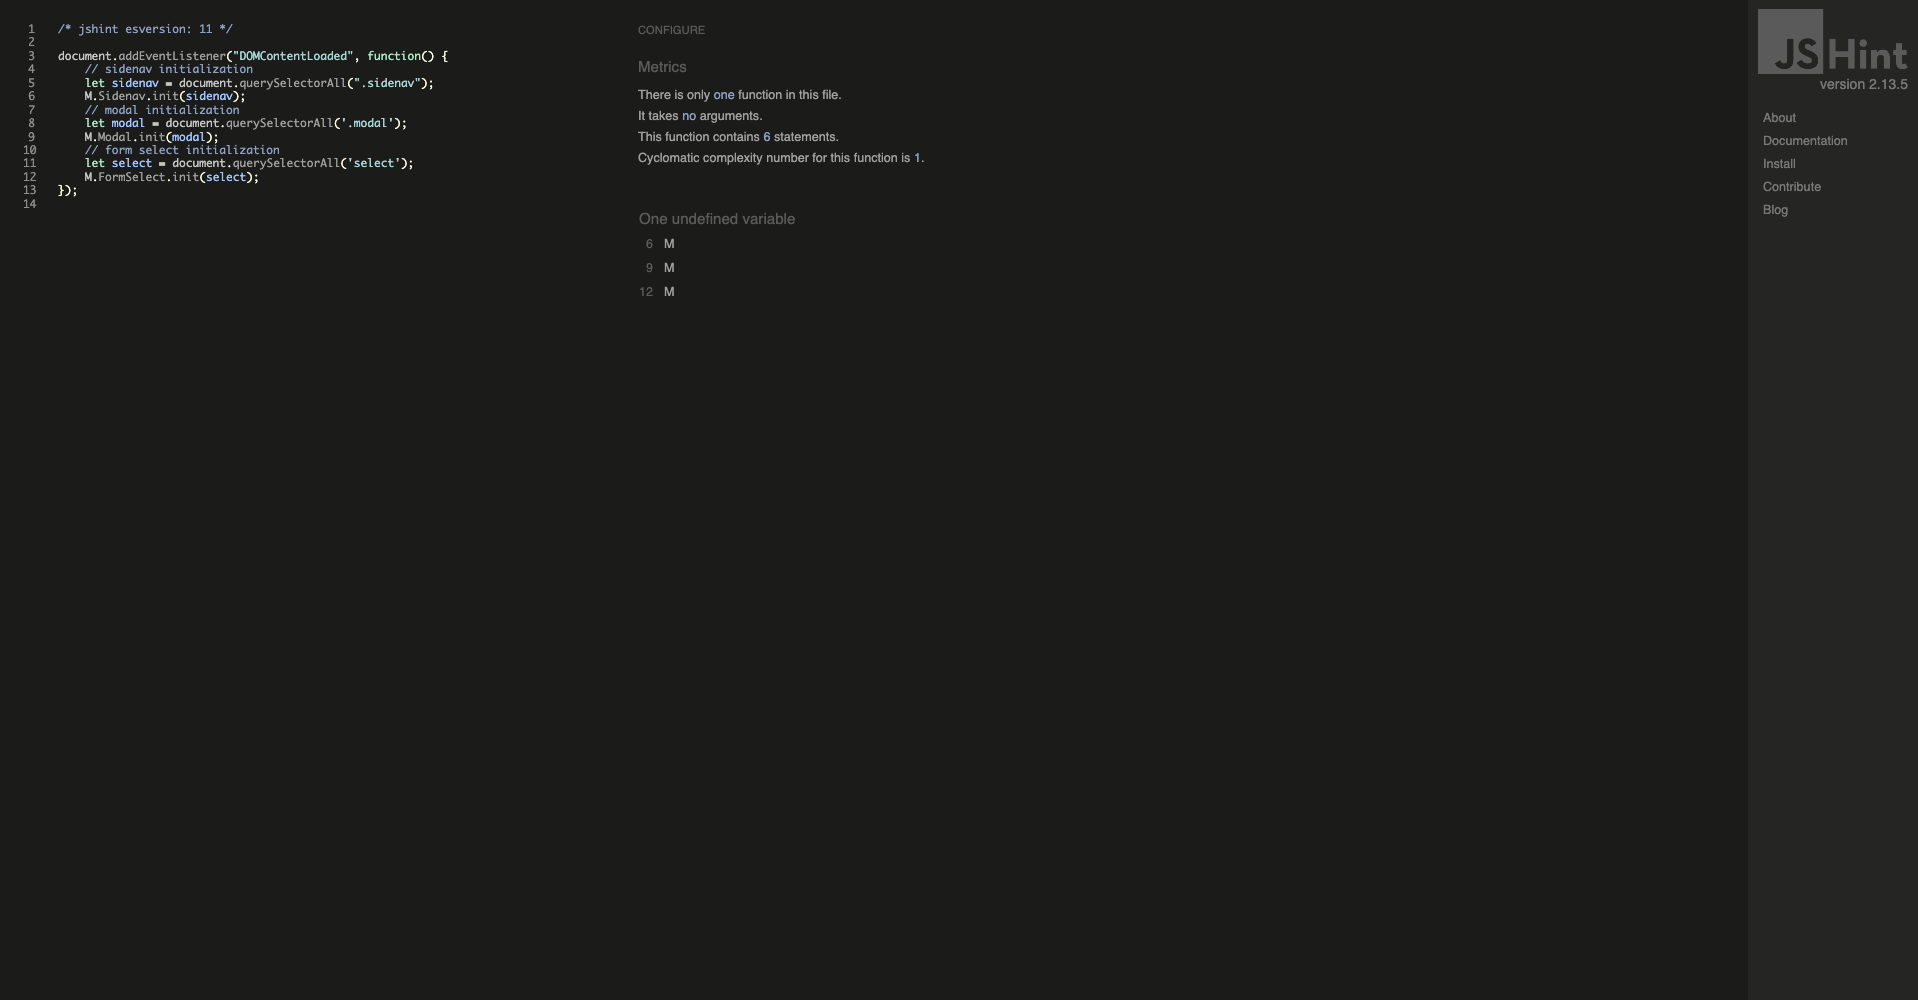 1 /* jshint esversion: 11 */
2
3 document.addEventListener("DOMContentLoaded", function() {
4     // sidenav initialization
5     let sidenav = document.querySelectorAll(".sidenav");
6     M.Sidenav.init(sidenav);
7     // modal initialization
8     let modal = document.querySelectorAll('.modal');
9     M.Modal.init(modal);
10     // form select initialization
11     let select = document.querySelectorAll('select');
12     M.FormSelect.init(select);
13 });
14
CONFIGURE
Metrics
There is only one function in this file.
It takes no arguments.
This function contains 6 statements.
Cyclomatic complexity number for this function is 1.
One undefined variable
6 M
9 M
12 M
JSHint
version 2.13.5
About
Documentation
Install
Contribute
Blog